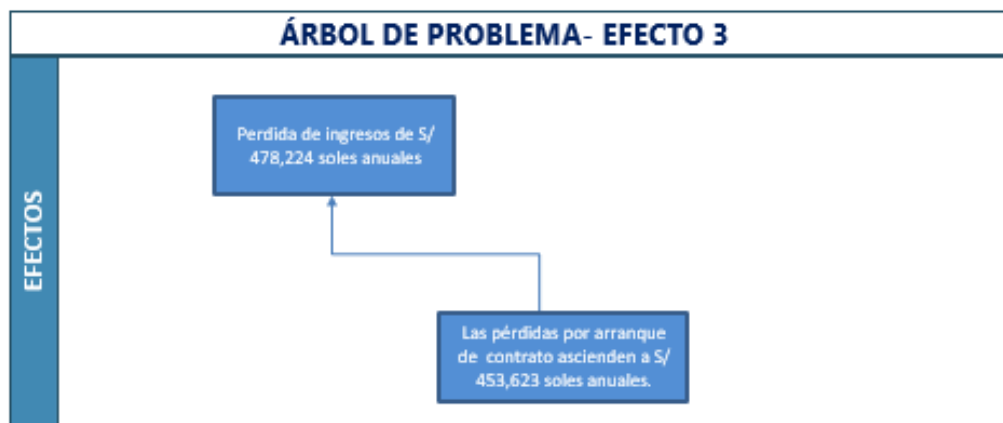 ÁRBOL DE PROBLEMA- EFECTO 3
EFECTOS
Perdida de ingresos de S/
478,224 soles anuales
Las pérdidas por arranque
de contrato ascienden a S/
453,623 soles anuales.